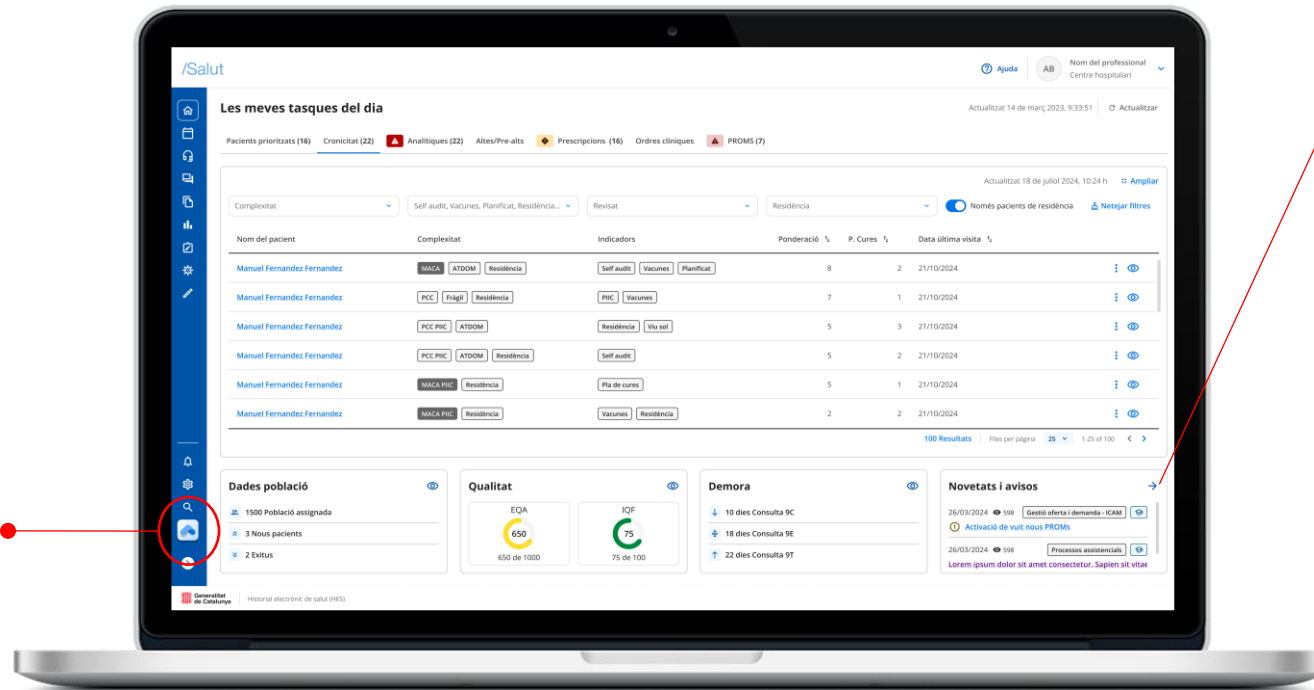 /Salut
Ajuda
AB
Nom del professional
Centre hospitalari
Les meves tasques del dia
Actualitzat 14 de març 2023, 9:33:51
Actualitzar
Pacients prioritzats (16) Cronicitat (22) Analítiques (22) Altes/Pre-alts Prescripcions (16) Ordres clíniques PROMS (7)
Actualitzat 18 de juliol 2024, 10:24 h Ampliar
Complexitat Self audit, Vacunes, Planificat, Residència... Revisat Residència Només pacients de residència Netejar filtres
Nom del pacient Complexitat Indicadors Ponderació P. Cures Data última visita
Manuel Fernandez Fernandez MACA ATDOM Residència Self audit Vacunes Planificat 8 2 21/10/2024
Manuel Fernandez Fernandez PCC Fràgil Residència PIIC Vacunes 7 1 21/10/2024
Manuel Fernandez Fernandez PCC PIIC ATDOM Residència Viu sol 5 3 21/10/2024
Manuel Fernandez Fernandez PCC PIIC ATDOM Residència Self audit 5 2 21/10/2024
Manuel Fernandez Fernandez MACA PIIC Residència Pla de cures 5 1 21/10/2024
Manuel Fernandez Fernandez MACA PIIC Residència Vacunes Residència 2 2 21/10/2024
100 Resultats Files per pàgina 25 1-25 of 100
Dades població
1500 Població assignada
3 Nous pacients
2 Exitus
Qualitat
EQA
650
650 de 1000
IQF
75
75 de 100
Demora
10 dies Consulta 9C
18 dies Consulta 9E
22 dies Consulta 9T
Novetats i avisos
26/03/2024 598 Gestió oferta i demanda - ICAM
Activació de vuit nous PROMs
26/03/2024 598 Processos assistencials
Lorem ipsum dolor sit amet consectetur. Sapien sit vitae
Generalitat
de Catalunya
Historial electrònic de salut (HES)